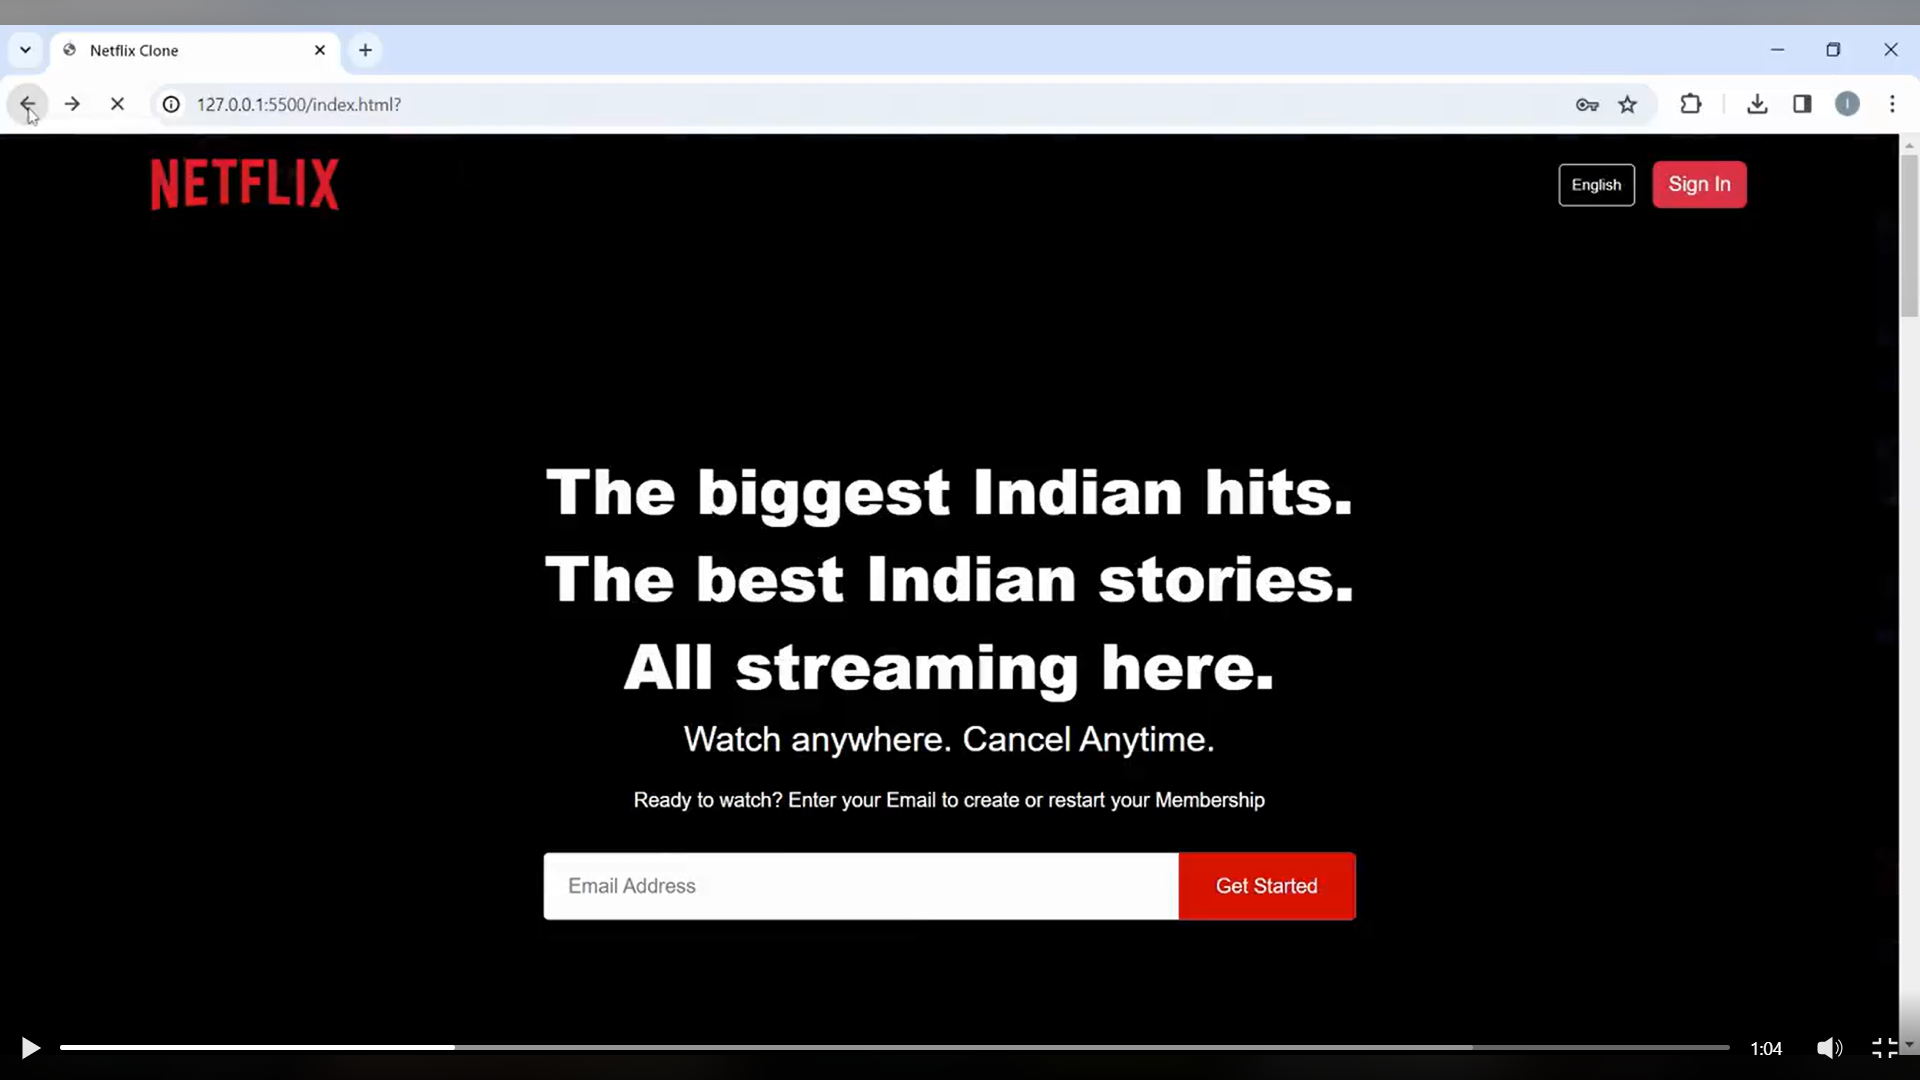 Netflix Clone
127.0.0.1:5500/index.html?
NETFLIX
English
Sign In
The biggest Indian hits.
The best Indian stories.
All streaming here.
Watch anywhere. Cancel Anytime.
Ready to watch? Enter your Email to create or restart your Membership
Email Address
Get Started
1:04